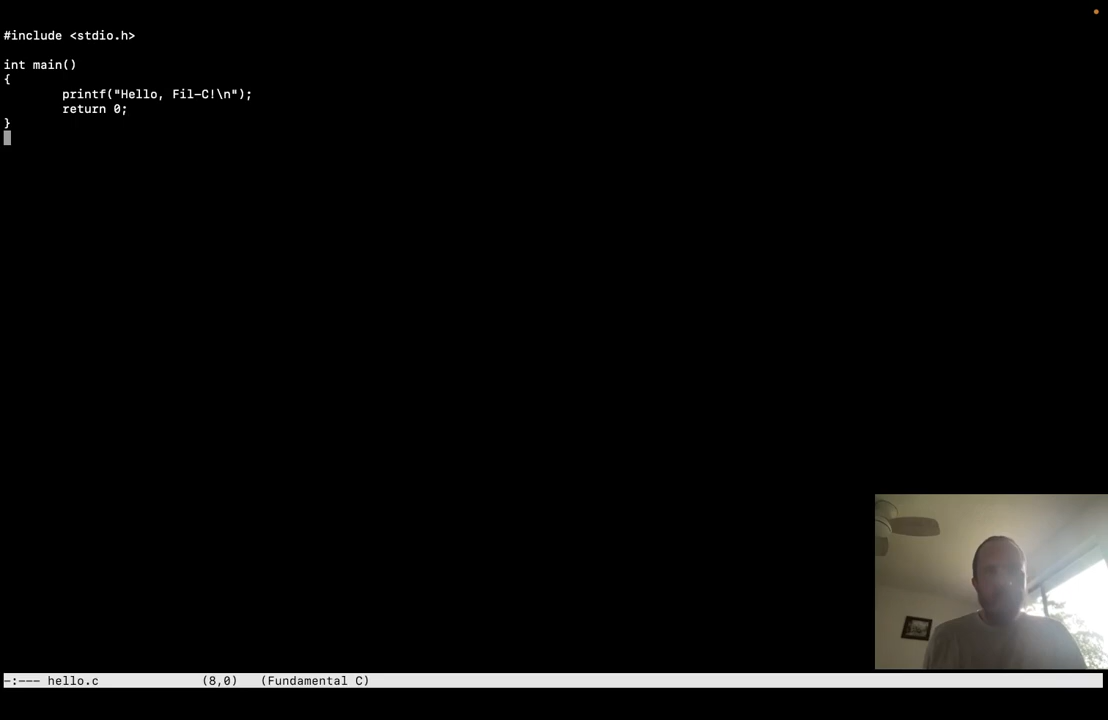 #include <stdio.h>
int main()
{
        printf("Hello, Fil-C!\n");
        return 0;
}
-:--- hello.c (8,0) (Fundamental C)